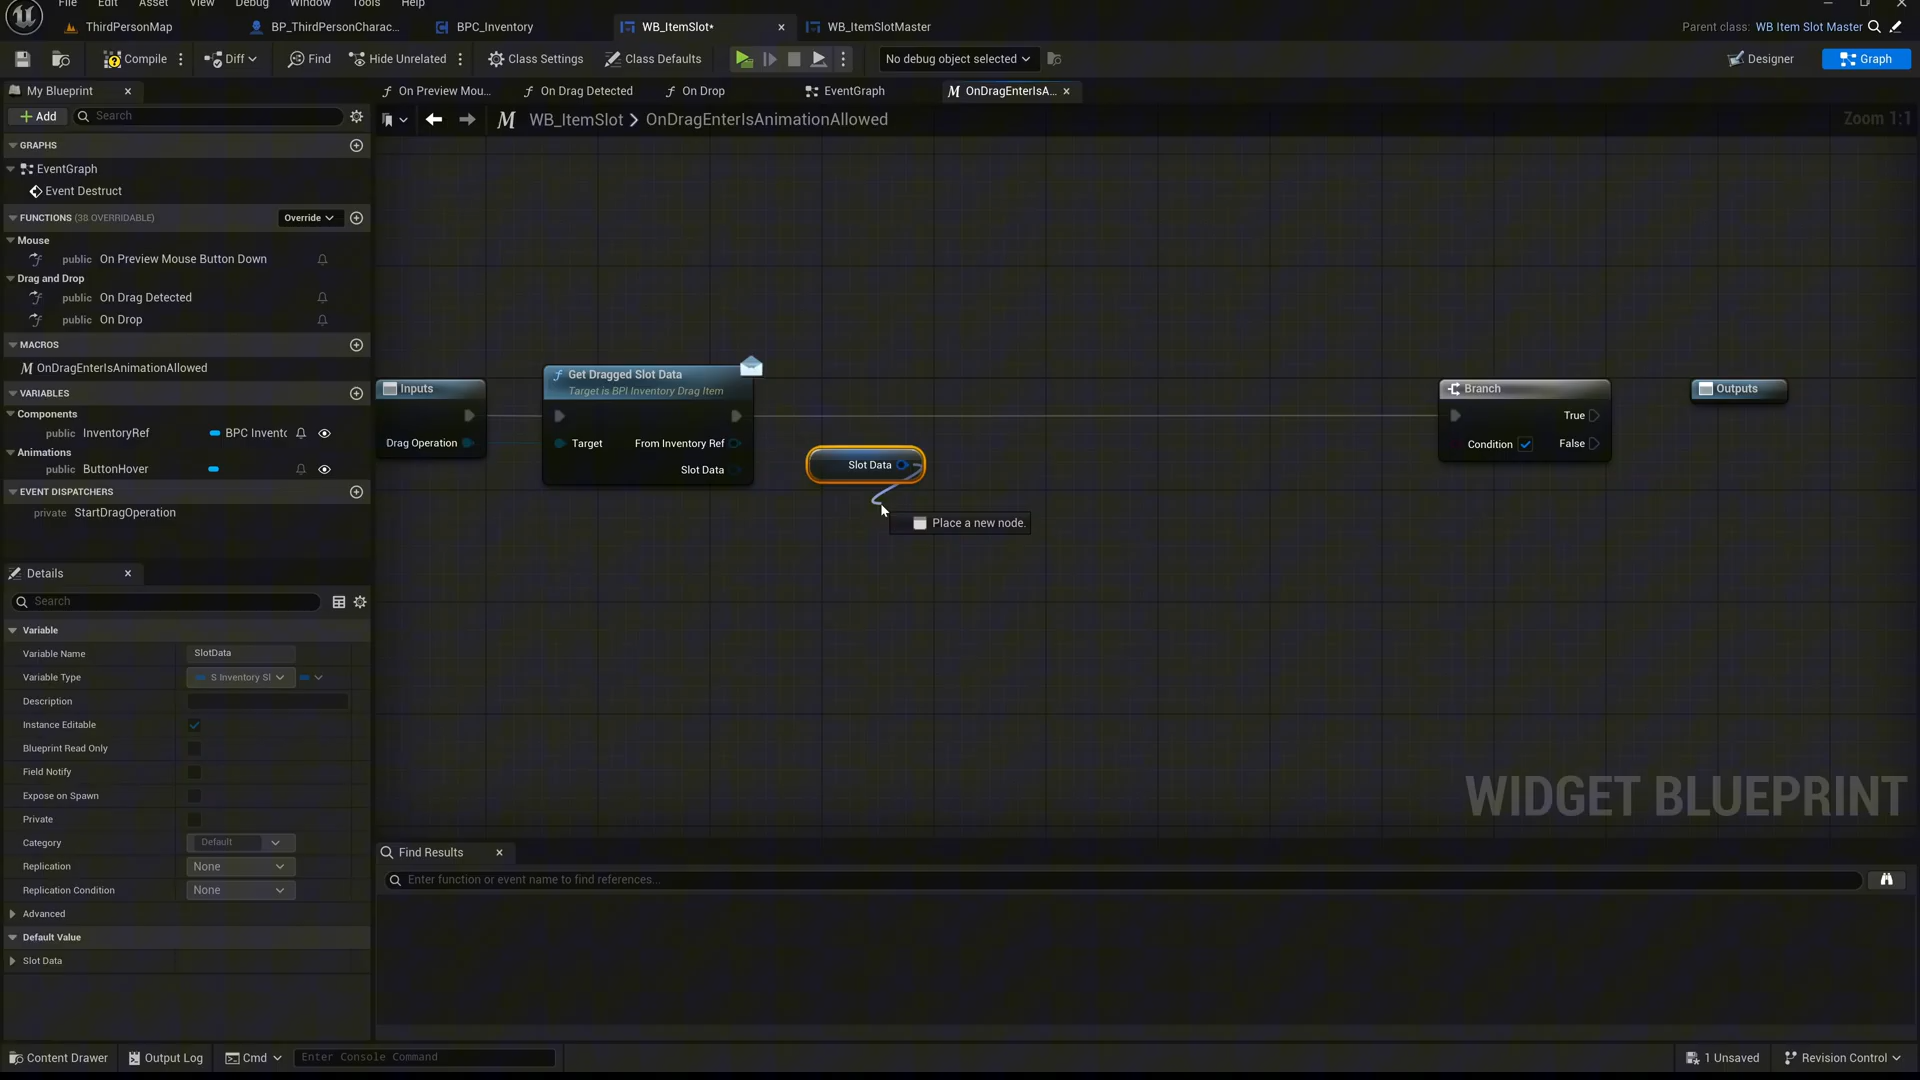 File Edit Asset View Debug Window Tools Help
ThirdPersonMap BP_ThirdPersonCharac... BPC_Inventory WB_ItemSlot* WB_ItemSlotMaster Parent class: WB Item Slot Master
Compile Diff Find Hide Unrelated Class Settings Class Defaults No debug object selected Designer Graph
My Blueprint On Preview Mou... On Drag Detected On Drop EventGraph OnDragEnterIsA...
Add Search WB_ItemSlot > OnDragEnterIsAnimationAllowed Zoom 1:1
GRAPHS
EventGraph
Event Destruct
FUNCTIONS (38 OVERRIDABLE) Override
Mouse
public On Preview Mouse Button Down
Drag and Drop
public On Drag Detected
public On Drop
MACROS
OnDragEnterIsAnimationAllowed
VARIABLES
Components
public InventoryRef BPC Invento
Animations
public ButtonHover
EVENT DISPATCHERS
private StartDragOperation
Inputs
Drag Operation
Get Dragged Slot Data
Target is BPI Inventory Drag Item
Target From Inventory Ref
Slot Data
Slot Data
Place a new node.
Branch
True
Condition False
Outputs
WIDGET BLUEPRINT
Details
Search
Variable
Variable Name SlotData
Variable Type S Inventory Sl
Description
Instance Editable
Blueprint Read Only
Field Notify
Expose on Spawn
Private
Category Default
Replication None
Replication Condition None
Advanced
Default Value
Slot Data
Find Results
Enter function or event name to find references...
Content Drawer Output Log Cmd Enter Console Command 1 Unsaved Revision Control